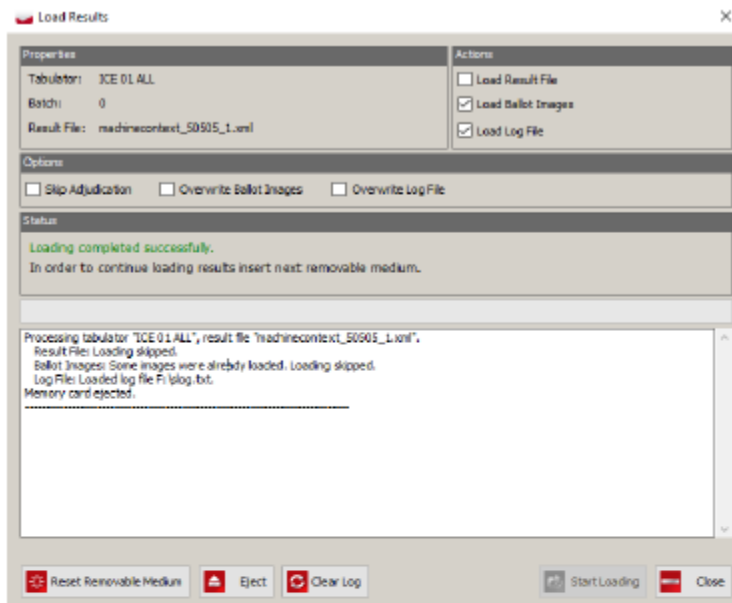 Load Results
Properties
Tabulator: ICE 01 ALL
Batch: 0
Result File: machinecontext_50505_1.xml
Actions
Load Result File
Load Ballot Images
Load Log File
Options
Skip Adjudication Overwrite Ballot Images Overwrite Log File
Status
Loading completed successfully.
In order to continue loading results insert next removable medium.
Processing tabulator "ICE 01 ALL", result file "machinecontext_50505_1.xml".
Result File: Loading skipped.
Ballot Images: Some images were already loaded. Loading skipped.
Log File: Loaded log file F:\slog.txt.
Memory card ejected.
Reset Removable Medium Eject Clear Log Start Loading Close